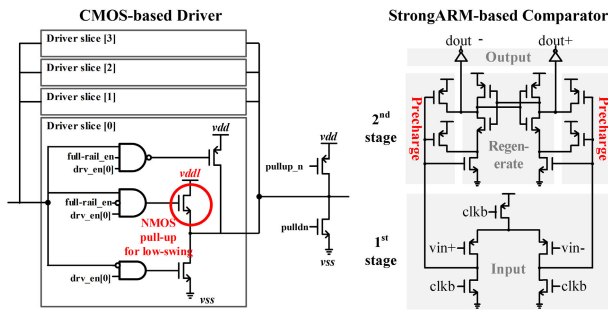 CMOS-based Driver
Driver slice [3]
Driver slice [2]
Driver slice [1]
Driver slice [0]
vdd
full-rail_en
drv_en[0]
vddl
full-rail_en
drv_en[0]
NMOS
pull-up
for low-swing
drv_en[0]
vss
vdd
pullup_n
pulldn
vss
StrongARM-based Comparator
dout -
dout+
Output
Precharge
Precharge
2nd
stage
Regen-
erate
clkb
1st
stage
vin+
vin-
Input
clkb
clkb